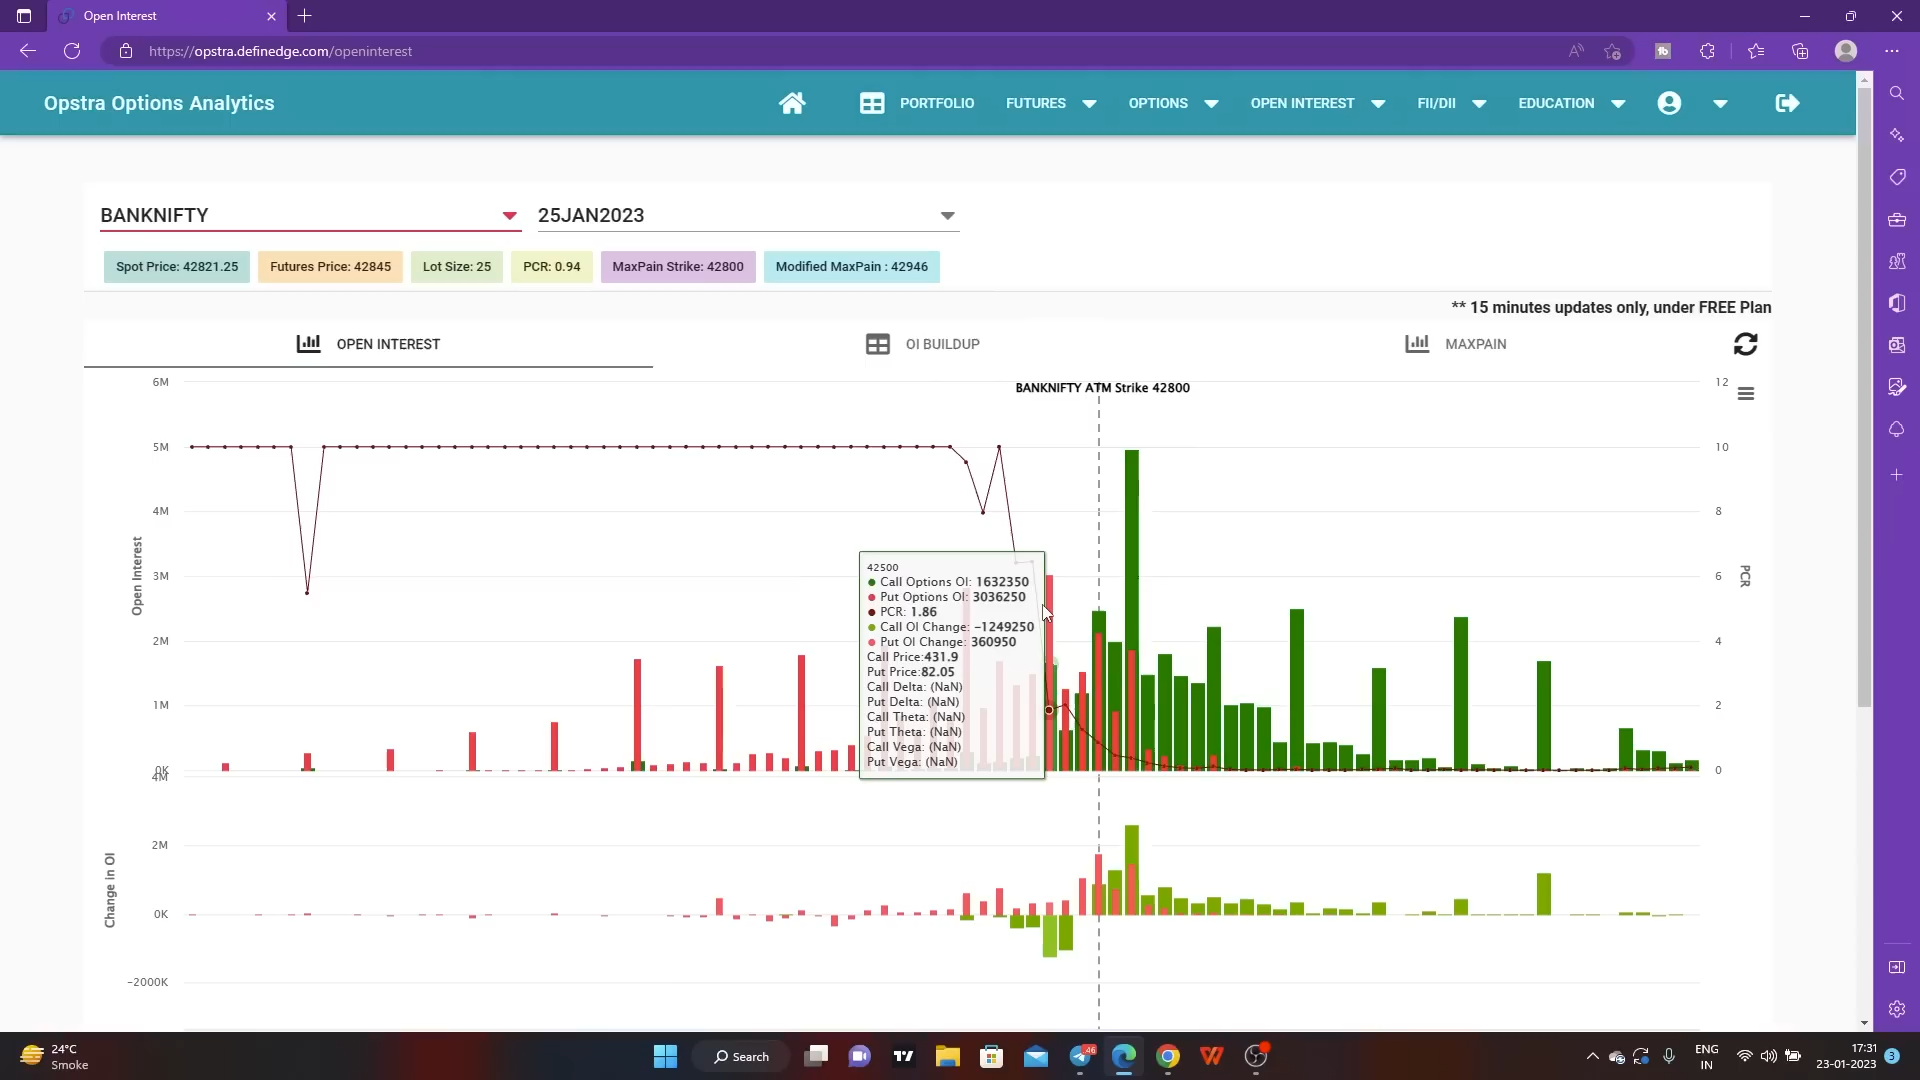 Open Interest
https://opstra.definedge.com/openinterest
Opstra Options Analytics
PORTFOLIO
FUTURES
OPTIONS
OPEN INTEREST
FII/DII
EDUCATION
BANKNIFTY
25JAN2023
Spot Price: 42821.25
Futures Price: 42845
Lot Size: 25
PCR: 0.94
MaxPain Strike: 42800
Modified MaxPain : 42946
** 15 minutes updates only, under FREE Plan
OPEN INTEREST
OI BUILDUP
MAXPAIN
BANKNIFTY ATM Strike 42800
6M
5M
4M
3M
2M
1M
0K
Open Interest
12
10
8
6
4
2
0
PCR
42500
Call Options OI: 1632350
Put Options OI: 3036250
PCR: 1.86
Call OI Change: -1249250
Put OI Change: 360950
Call Price:431.9
Put Price:82.05
Call Delta: (NaN)
Put Delta: (NaN)
Call Theta: (NaN)
Put Theta: (NaN)
Call Vega: (NaN)
Put Vega: (NaN)
4M
2M
0K
-2000K
Change in OI
24°C
Smoke
Search
46
ENG
IN
17:31
23-01-2023
3